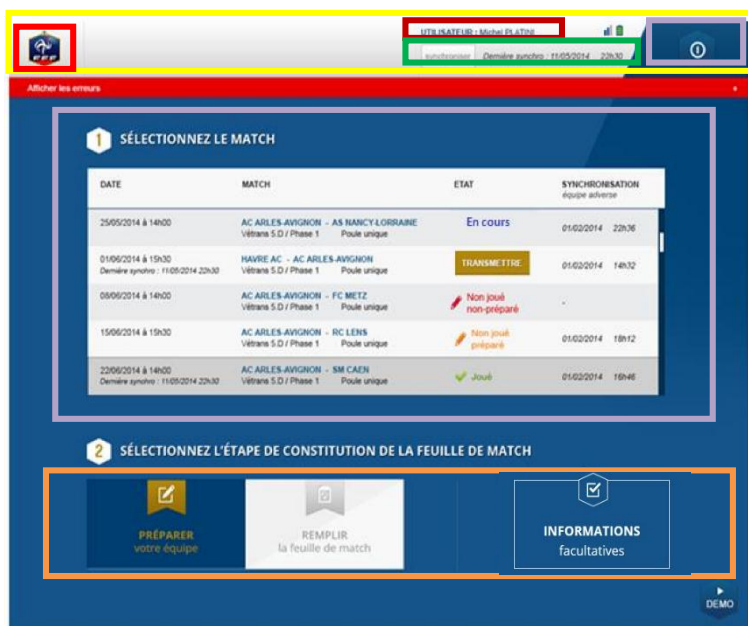 UTILISATEUR : Michel PLATINI
synchroniser Dernière synchro : 11/05/2014 22h30
FFF
Afficher les erreurs
1 SÉLECTIONNEZ LE MATCH
DATE MATCH ETAT SYNCHRONISATION
équipe adverse
25/05/2014 à 14h00 AC ARLES-AVIGNON - AS NANCY-LORRAINE En cours 01/02/2014 22h36
Vétrans 5.D / Phase 1 Poule unique
01/06/2014 à 15h30 HAVRE AC - AC ARLES-AVIGNON TRANSMETTRE 01/02/2014 14h32
Dernière synchro : 11/05/2014 22h30 Vétrans 5.D / Phase 1 Poule unique
08/06/2014 à 14h00 AC ARLES-AVIGNON - FC METZ Non joué -
Vétrans 5.D / Phase 1 Poule unique non-préparé
15/06/2014 à 15h30 AC ARLES-AVIGNON - RC LENS Non joué 01/02/2014 18h12
Vétrans 5.D / Phase 1 Poule unique préparé
22/06/2014 à 14h00 AC ARLES-AVIGNON - SM CAEN Joué 01/02/2014 16h46
Dernière synchro : 11/05/2014 22h30 Vétrans 5.D / Phase 1 Poule unique
2 SÉLECTIONNEZ L'ÉTAPE DE CONSTITUTION DE LA FEUILLE DE MATCH
PRÉPARER
votre équipe
REMPLIR
la feuille de match
INFORMATIONS
facultatives
DEMO